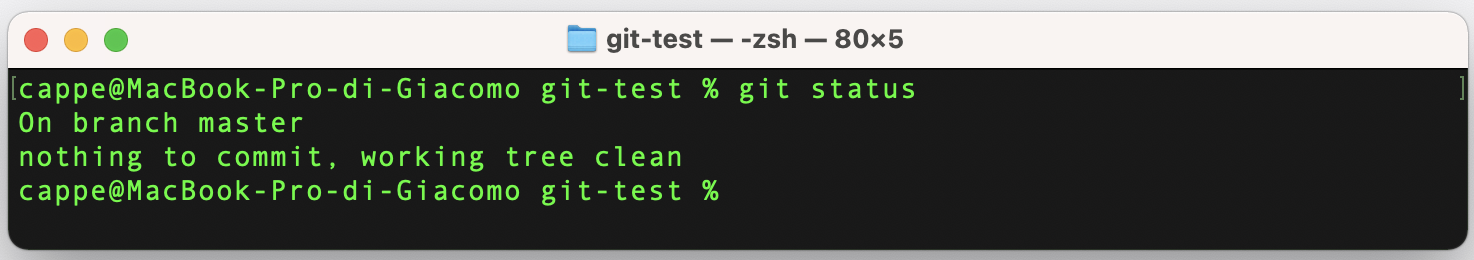 git-test — -zsh — 80×5
[cappe@MacBook-Pro-di-Giacomo git-test % git status ]
On branch master
nothing to commit, working tree clean
cappe@MacBook-Pro-di-Giacomo git-test %